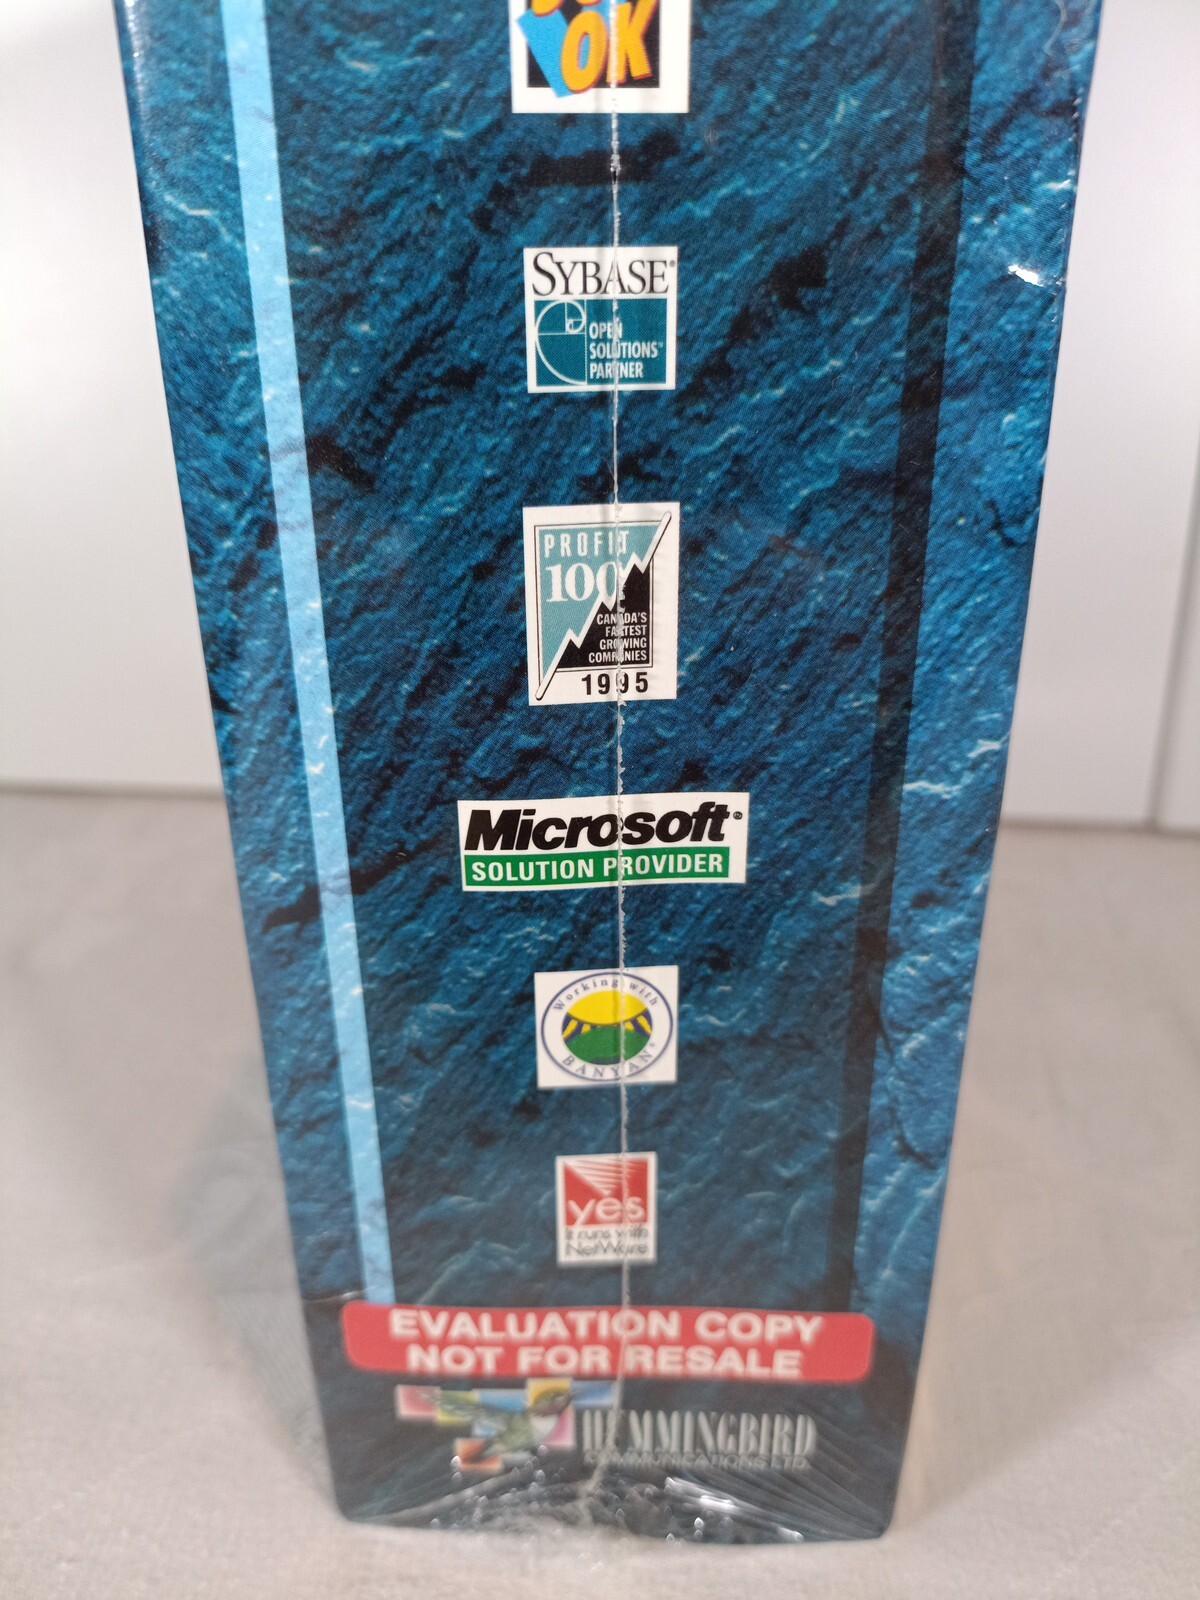 OK
SYBASE®
OPEN
SOLUTIONS™
PARTNER
PROFIT
100
CANADA'S
FASTEST
GROWING
COMPANIES
1995
Microsoft®
SOLUTION PROVIDER
Working with
BANYAN®
yes
it runs with
NetWare
EVALUATION COPY
NOT FOR RESALE
HUMMINGBIRD
COMMUNICATIONS LTD.